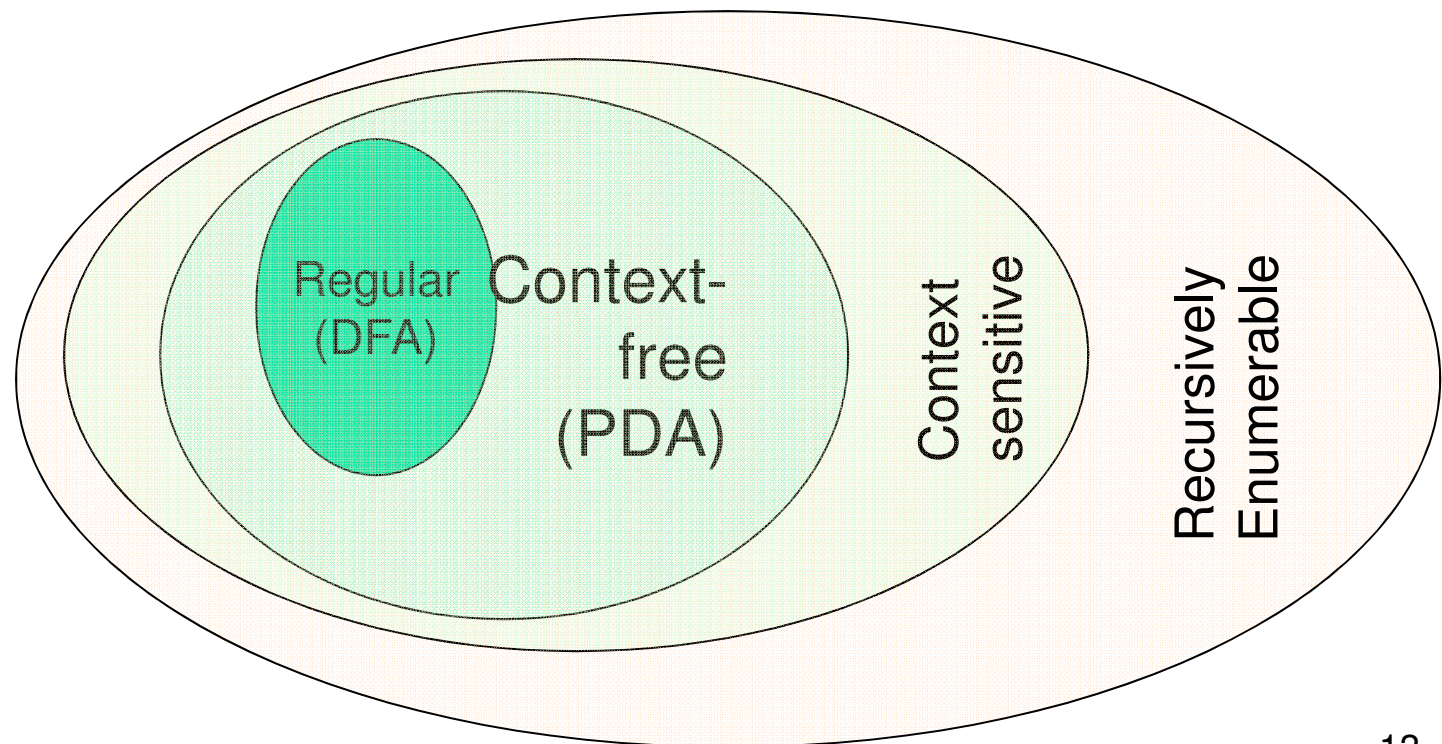 Regular
(DFA)
Context-
free
(PDA)
Context
sensitive
Recursively
Enumerable